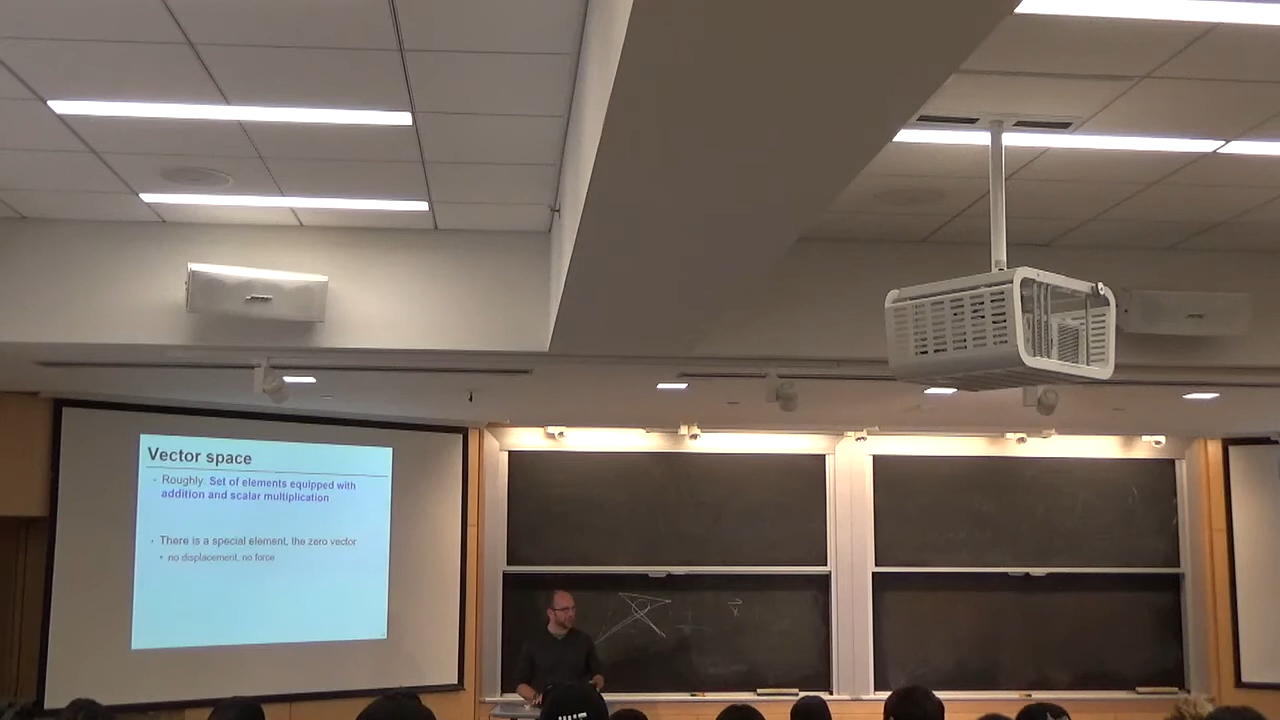 Vector space
• Roughly: Set of elements equipped with
addition and scalar multiplication
• There is a special element, the zero vector
• no displacement, no force